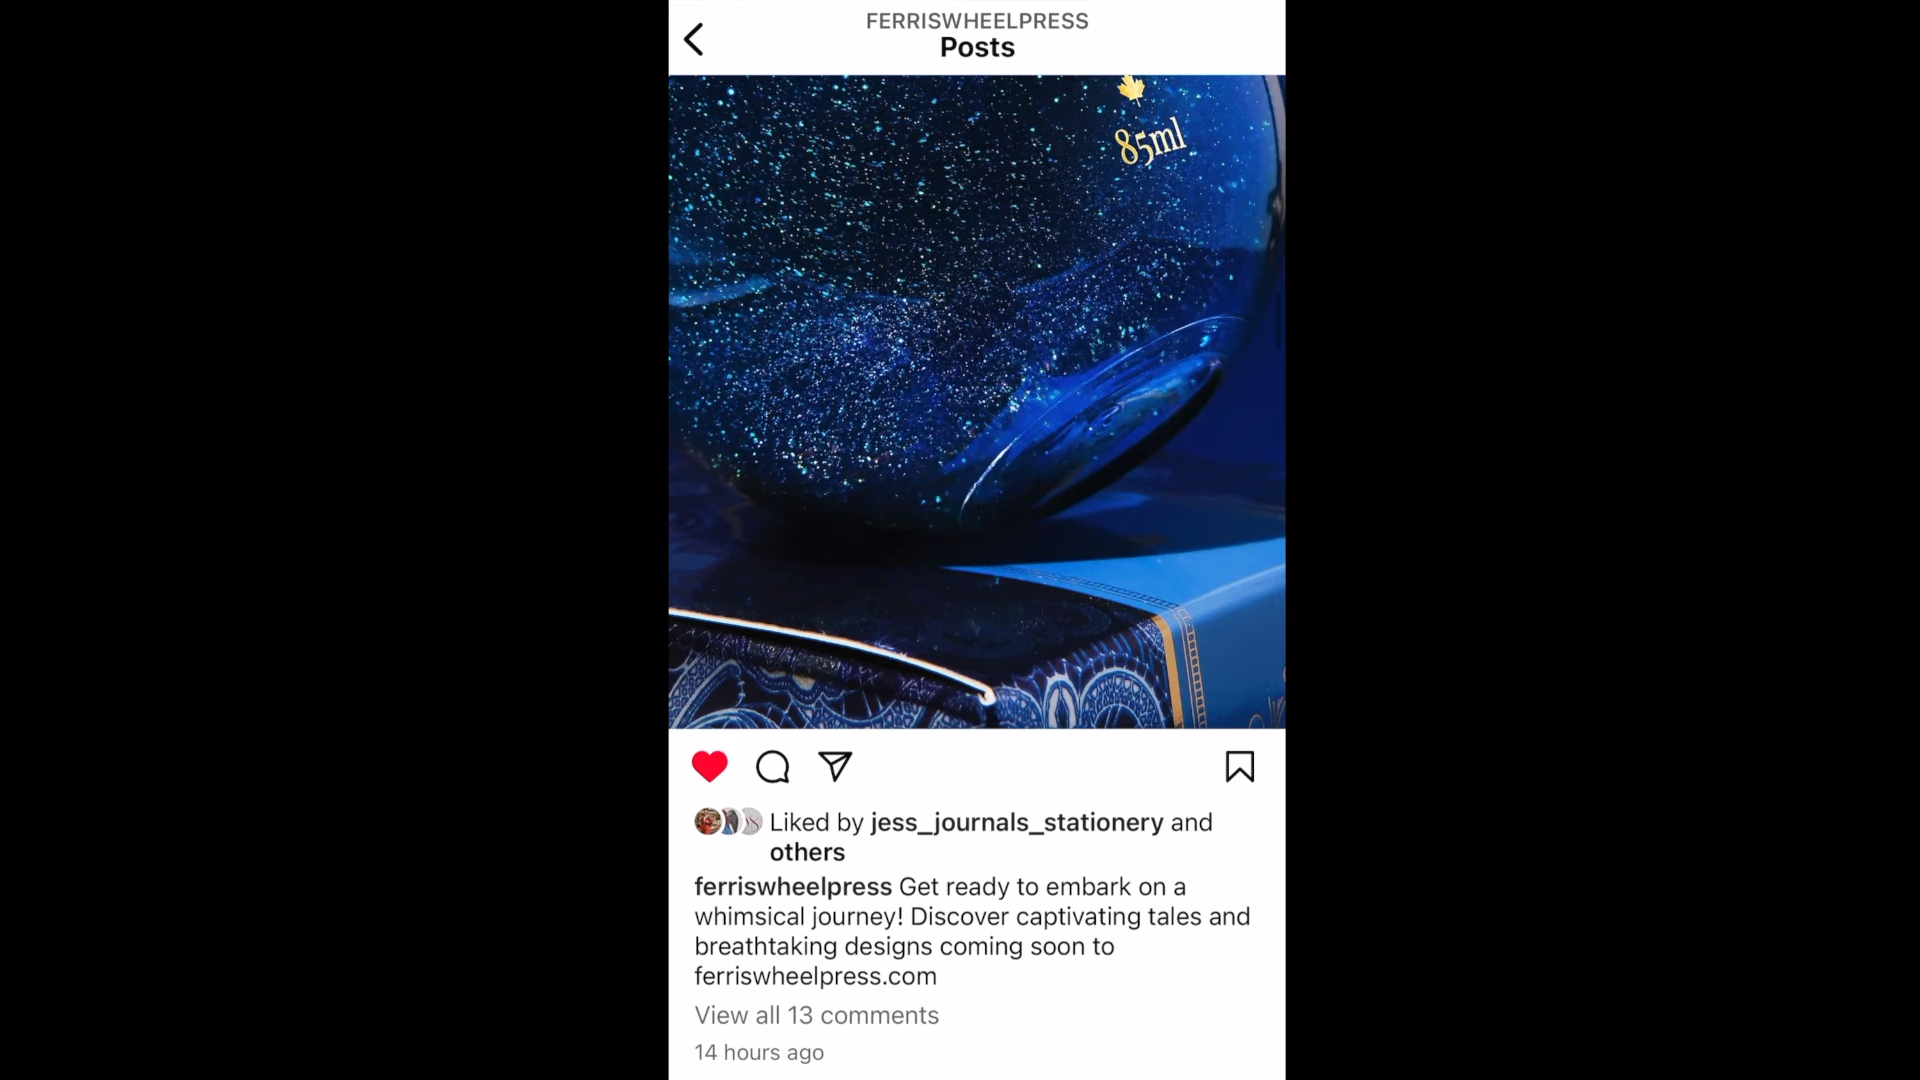 FERRISWHEELPRESS
Posts
85ml
Liked by jess_journals_stationery and
others
ferriswheelpress Get ready to embark on a
whimsical journey! Discover captivating tales and
breathtaking designs coming soon to
ferriswheelpress.com
View all 13 comments
14 hours ago